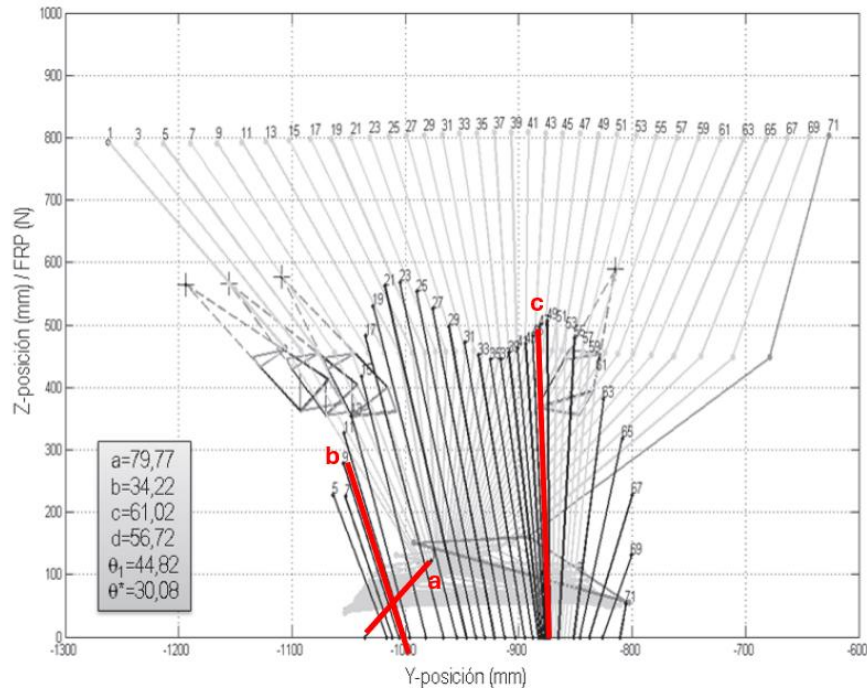 1000
900
800
700
600
500
400
300
200
100
0
Z-posición (mm) / FRP (N)
1 3 5 7 9 11 13 15 17 19 21 23 25 27 29 31 33 35 37 39 41 43 45 47 49 51 53 55 57 59 61 63 65 67 69 71
21 23
25
19
27
17
29
31
33
c
49 51
53
57
61
63
65
67
69
71
11
b
9
5
a
a=79,77
b=34,22
c=61,02
d=56,72
θ₁=44,82
θ*=30,08
-1300 -1200 -1100 -1000 -900 -800 -700 -600
Y-posición (mm)